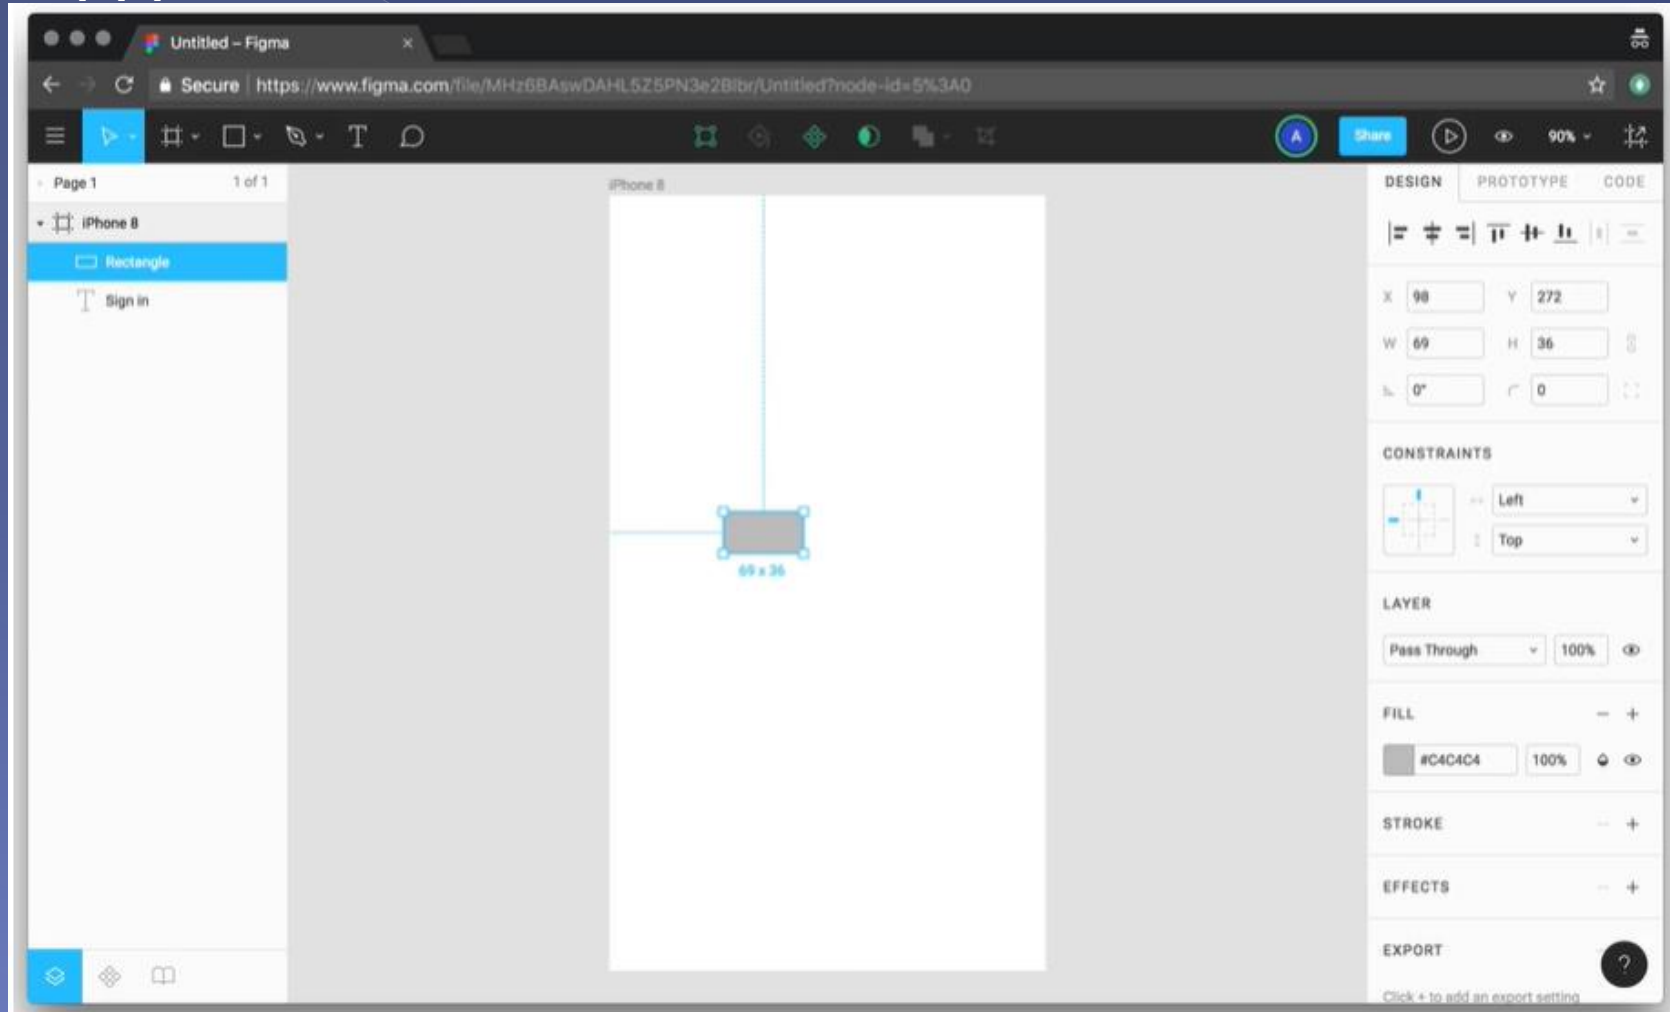 Untitled – Figma
Secure https://www.figma.com/file/MHz6BAswDAHL5Z5PN3e2Blbr/Untitled?node-id=5%3A0
A Share 90%
Page 1 1 of 1
iPhone 8
Rectangle
Sign in
iPhone 8
69 x 36
DESIGN PROTOTYPE CODE
X 98 Y 272
W 69 H 36
0° 0
CONSTRAINTS
Left
Top
LAYER
Pass Through 100%
FILL
#C4C4C4 100%
STROKE
EFFECTS
EXPORT
?
Click + to add an export setting